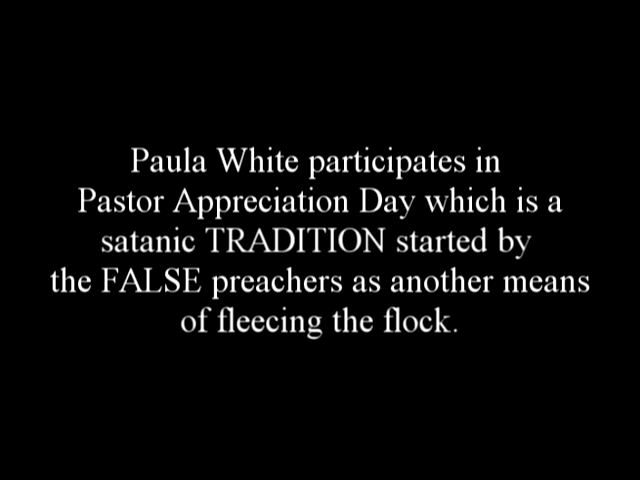 Paula White participates in
Pastor Appreciation Day which is a
satanic TRADITION started by
the FALSE preachers as another means
of fleecing the flock.